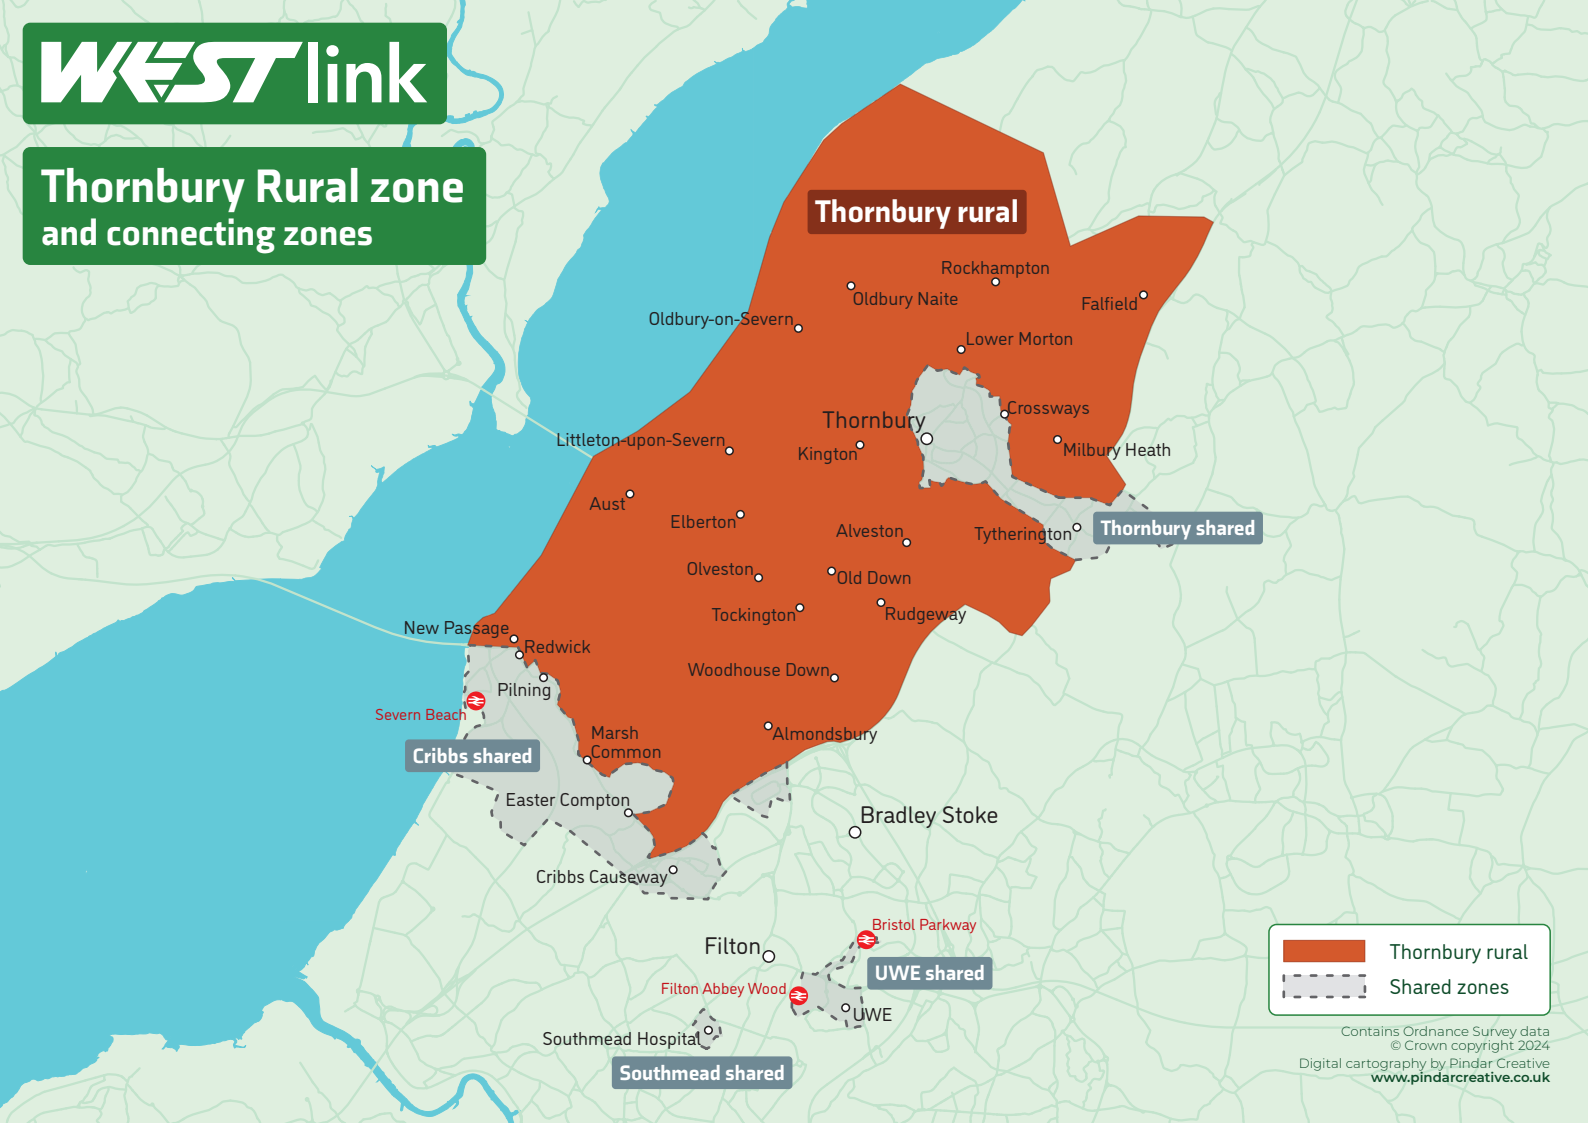 WEST link
Thornbury Rural zone
and connecting zones
Thornbury rural
Rockhampton
Oldbury Naite
Falfield
Oldbury-on-Severn
Lower Morton
Crossways
Thornbury
Littleton-upon-Severn
Kington
Milbury Heath
Aust
Elberton
Alveston
Tytherington
Thornbury shared
Olveston
Old Down
Tockington
Rudgeway
New Passage
Redwick
Woodhouse Down
Pilning
Severn Beach
Marsh
Common
Almondsbury
Cribbs shared
Easter Compton
Bradley Stoke
Cribbs Causeway
Bristol Parkway
Filton
UWE shared
Filton Abbey Wood
UWE
Southmead Hospital
Southmead shared
Thornbury rural
Shared zones
Contains Ordnance Survey data
© Crown copyright 2024
Digital cartography by Pindar Creative
www.pindarcreative.co.uk